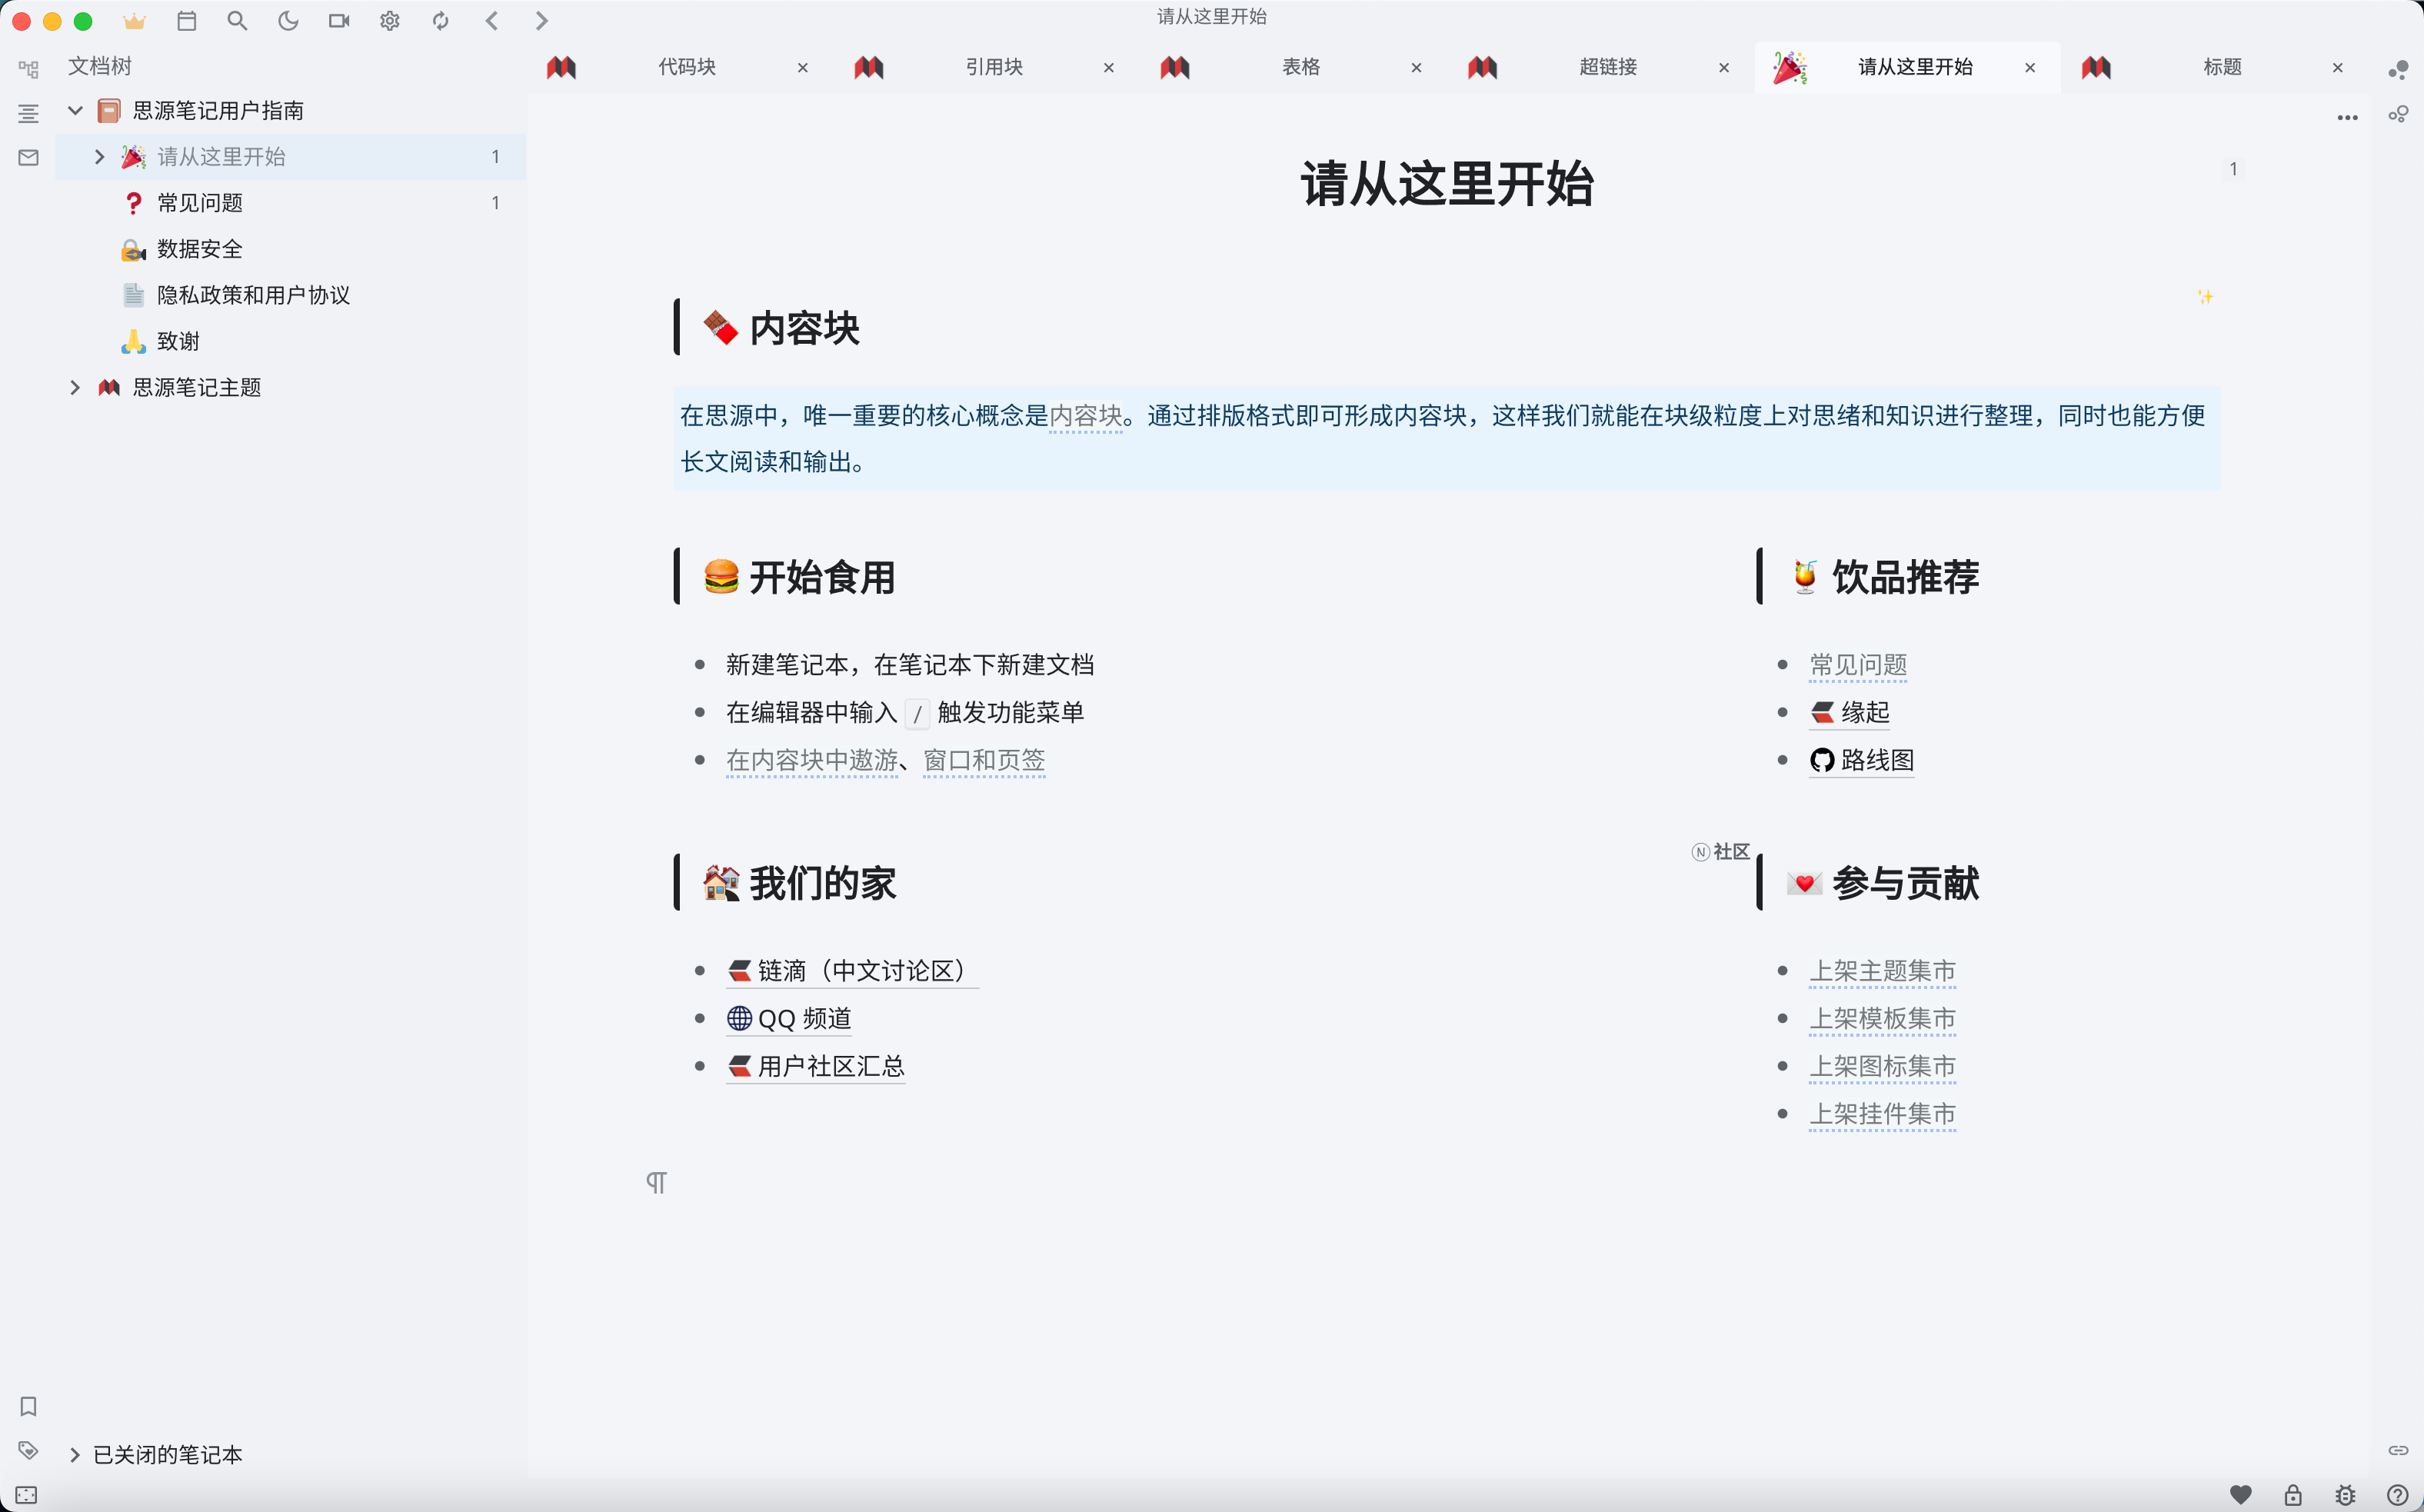 请从这里开始
文档树
代码块
引用块
表格
超链接
请从这里开始
标题
思源笔记用户指南
请从这里开始 1
常见问题 1
数据安全
隐私政策和用户协议
致谢
思源笔记主题
已关闭的笔记本
请从这里开始
1
内容块
在思源中，唯一重要的核心概念是内容块。通过排版格式即可形成内容块，这样我们就能在块级粒度上对思绪和知识进行整理，同时也能方便
长文阅读和输出。
开始食用
新建笔记本，在笔记本下新建文档
在编辑器中输入 / 触发功能菜单
在内容块中遨游、窗口和页签
饮品推荐
常见问题
缘起
路线图
我们的家
链滴（中文讨论区）
QQ 频道
用户社区汇总
N 社区
参与贡献
上架主题集市
上架模板集市
上架图标集市
上架挂件集市